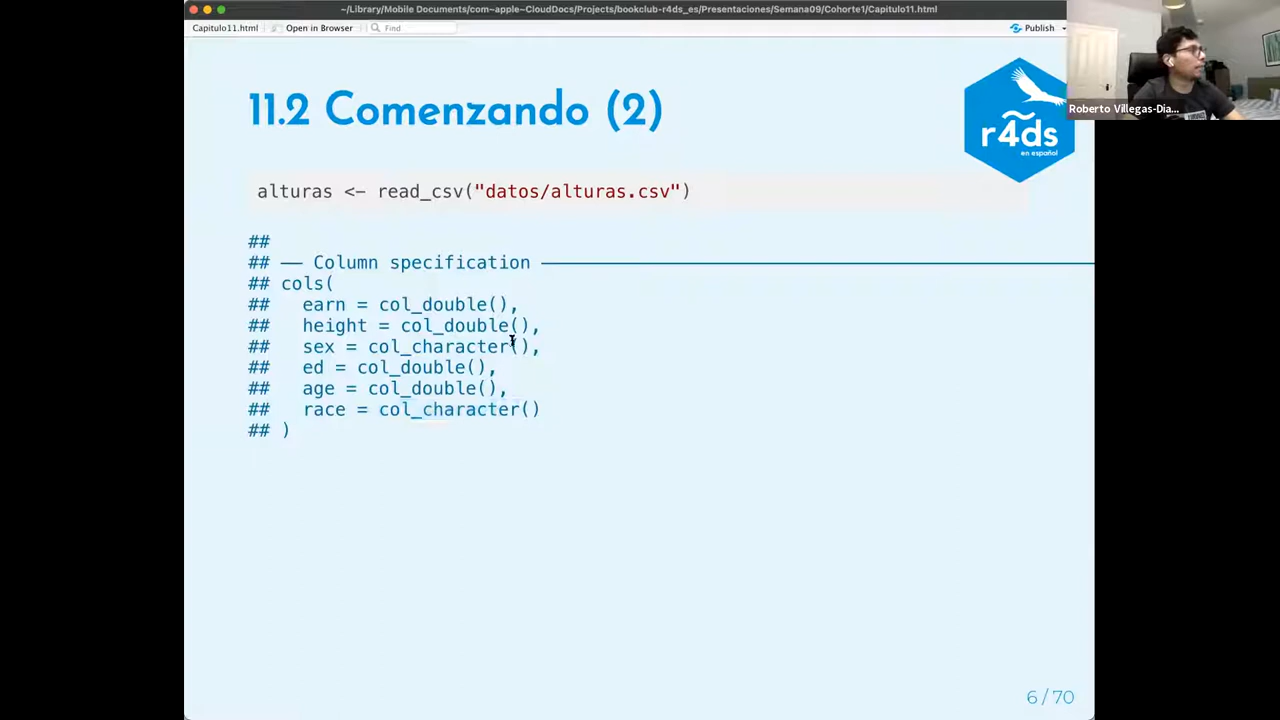 ~/Library/Mobile Documents/com~apple~CloudDocs/Projects/bookclub-r4ds_es/Presentaciones/Semana09/Cohorte1/Capitulo11.html
Capitulo11.html
Open in Browser
Find
Publish
Roberto Villegas-Dia...
11.2 Comenzando (2)
r4ds
en español
alturas <- read_csv("datos/alturas.csv")
##
## ── Column specification ────────────────
## cols(
##   earn = col_double(),
##   height = col_double(),
##   sex = col_character(),
##   ed = col_double(),
##   age = col_double(),
##   race = col_character()
## )
6 / 70